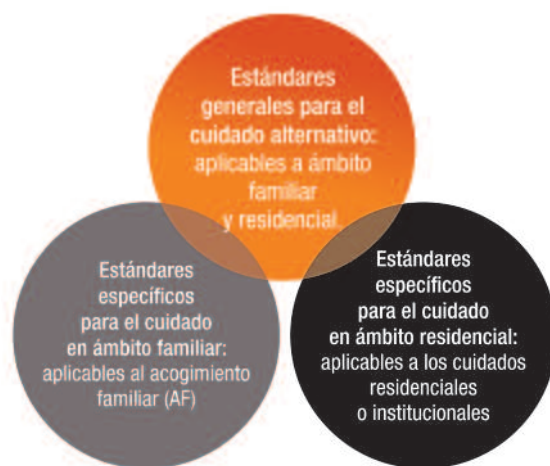 Estándares
generales para el
cuidado alternativo:
aplicables a ámbito
familiar
y residencial.
Estándares
específicos
para el cuidado
en ámbito familiar:
aplicables al acogimiento
familiar (AF)
Estándares
específicos
para el cuidado
en ámbito residencial:
aplicables a los cuidados
residenciales
o institucionales